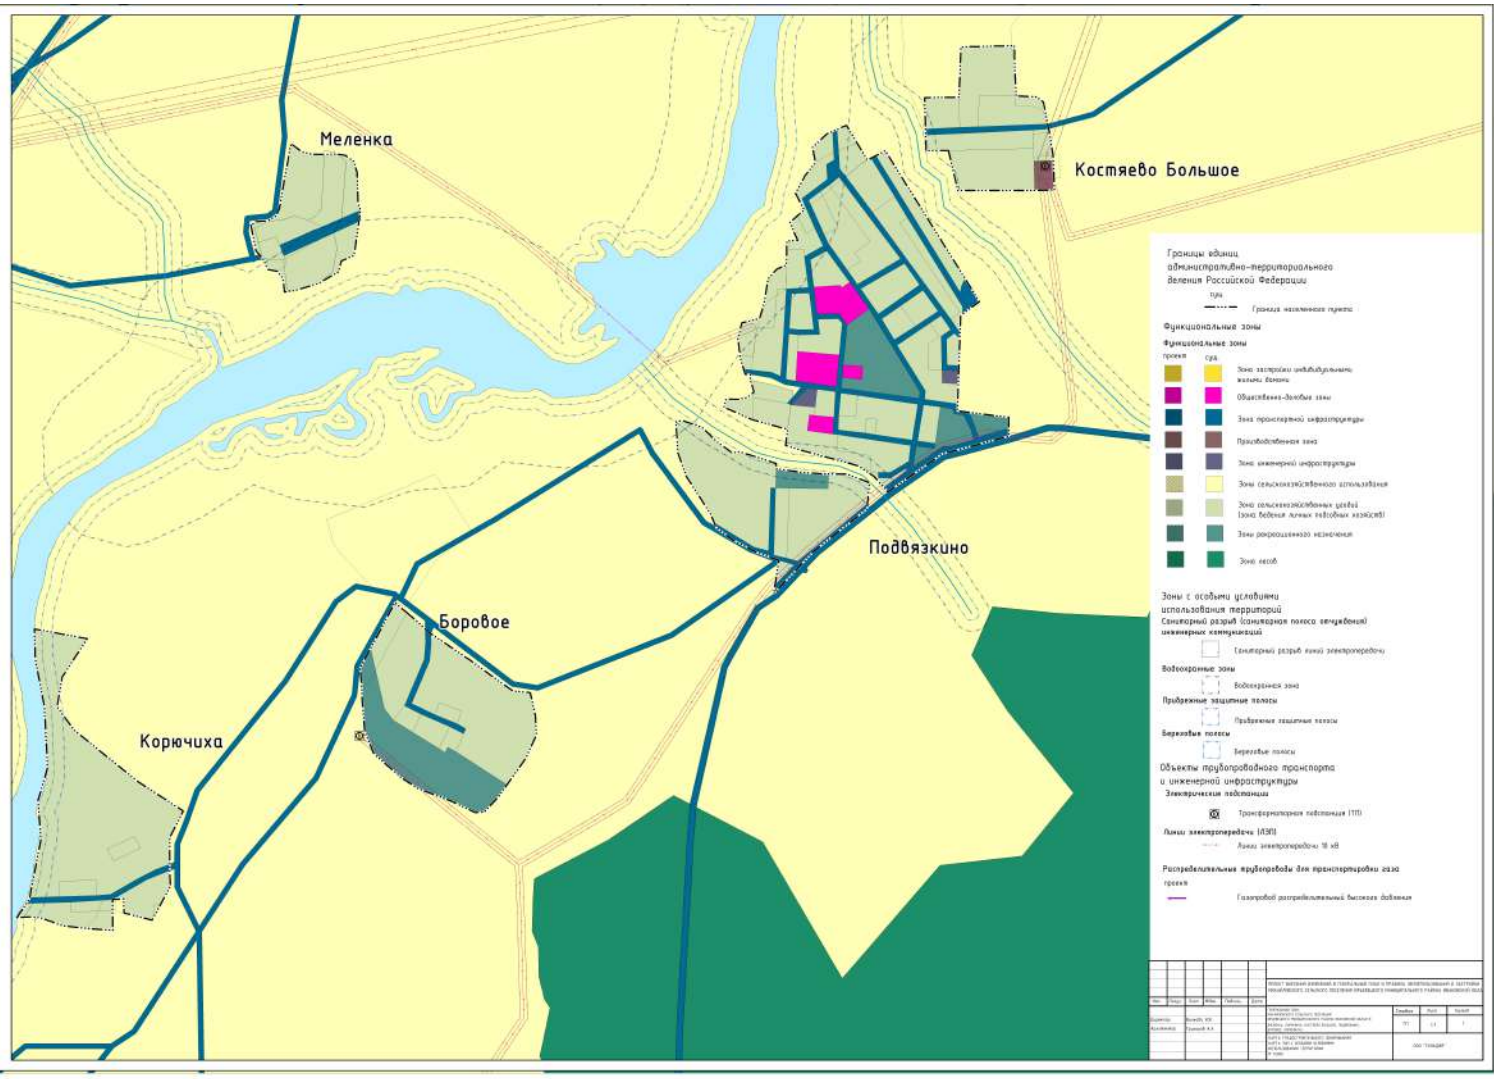 Меленка
Костяево Большое
Подвязкино
Боровое
Корючиха
Границы единиц
административно-территориального
деления Российской Федерации
сущ.
Граница населенного пункта
Функциональные зоны
Функциональные зоны
проект сущ.
Зона застройки индивидуальными
жилыми домами
Общественно-деловые зоны
Зона транспортной инфраструктуры
Производственная зона
Зона инженерной инфраструктуры
Зоны сельскохозяйственного использования
Зона сельскохозяйственных угодий
(зона ведения личных подсобных хозяйств)
Зоны рекреационного назначения
Зона лесов
Зоны с особыми условиями
использования территорий
Санитарный разрыв (санитарная полоса отчуждения)
инженерных коммуникаций
Санитарный разрыв линий электропередачи
Водоохранные зоны
Водоохранная зона
Прибрежные защитные полосы
Прибрежные защитные полосы
Береговые полосы
Береговые полосы
Объекты трубопроводного транспорта
и инженерной инфраструктуры
Электрические подстанции
Трансформаторная подстанция (ТП)
Линии электропередачи (ЛЭП)
Линии электропередачи 10 кВ
Распределительные трубопроводы для транспортировки газа
проект
Газопровод распределительный высокого давления